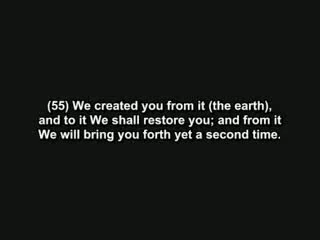 (55) We created you from it (the earth),
and to it We shall restore you; and from it
We will bring you forth yet a second time.